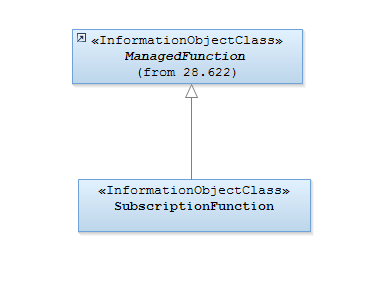 «InformationObjectClass»
ManagedFunction
(from 28.622)
«InformationObjectClass»
SubscriptionFunction